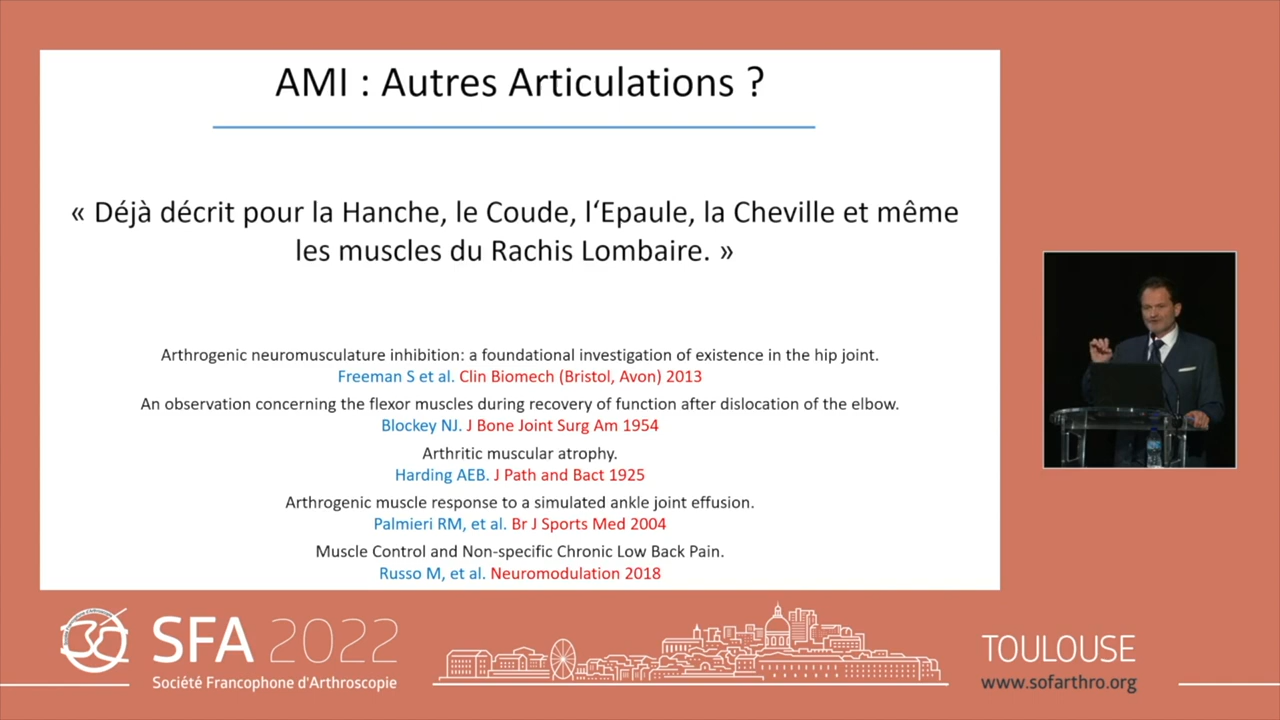 AMI : Autres Articulations ?
« Déjà décrit pour la Hanche, le Coude, l‘Epaule, la Cheville et même
les muscles du Rachis Lombaire. »
Arthrogenic neuromusculature inhibition: a foundational investigation of existence in the hip joint.
Freeman S et al. Clin Biomech (Bristol, Avon) 2013
An observation concerning the flexor muscles during recovery of function after dislocation of the elbow.
Blockey NJ. J Bone Joint Surg Am 1954
Arthritic muscular atrophy.
Harding AEB. J Path and Bact 1925
Arthrogenic muscle response to a simulated ankle joint effusion.
Palmieri RM, et al. Br J Sports Med 2004
Muscle Control and Non-specific Chronic Low Back Pain.
Russo M, et al. Neuromodulation 2018
30
SFA 2022
Société Francophone d'Arthroscopie
TOULOUSE
www.sofarthro.org